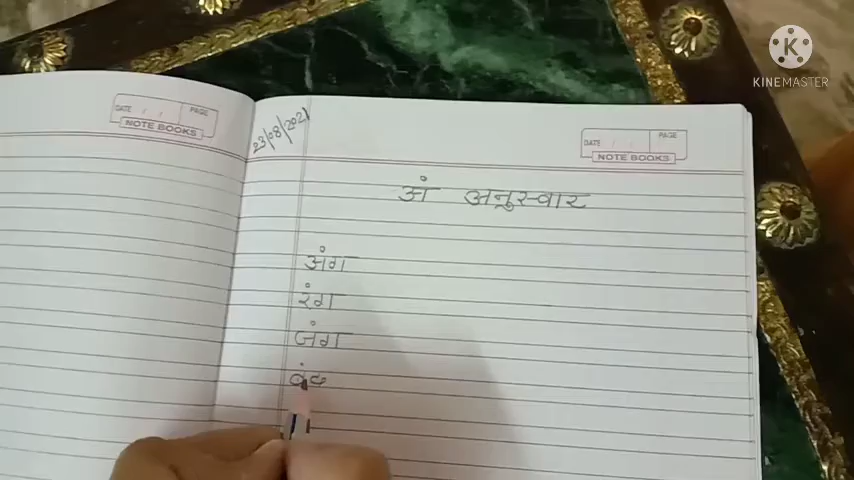 KINEMASTER
DATE / / PAGE
NOTE BOOKS
23/08/2021
DATE / / PAGE
NOTE BOOKS
अं अनुस्वार
अंग
रंग
जंग